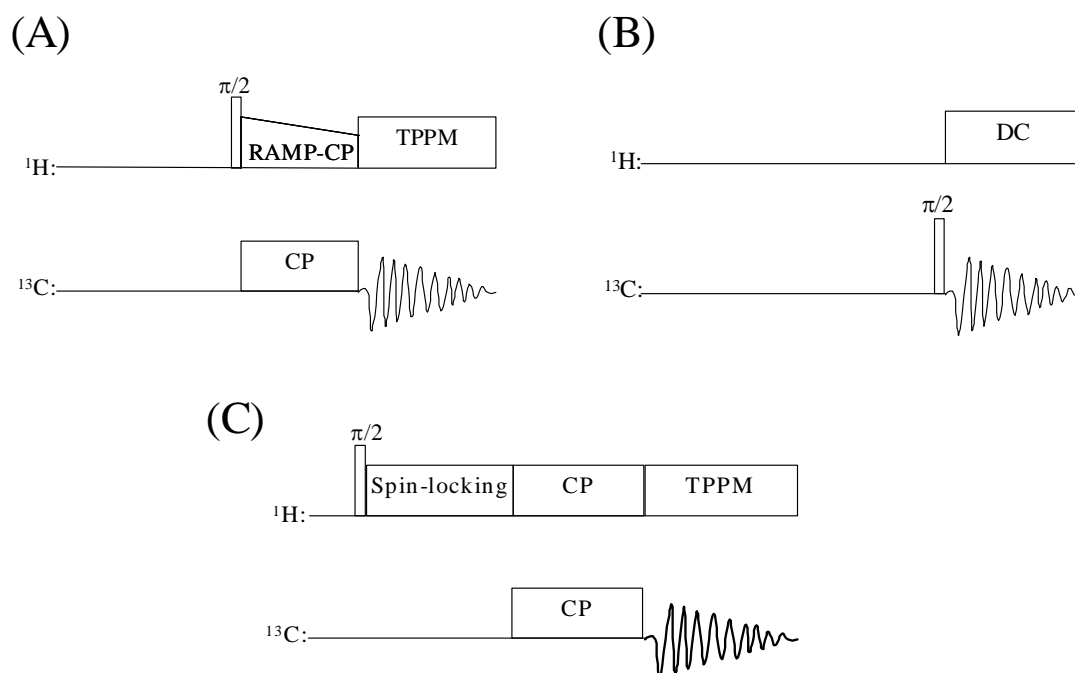 (A)
π/2
RAMP-CP
TPPM
¹H:
CP
¹³C:
(B)
DC
¹H:
π/2
¹³C:
(C)
π/2
Spin-locking CP TPPM
¹H:
CP
¹³C: